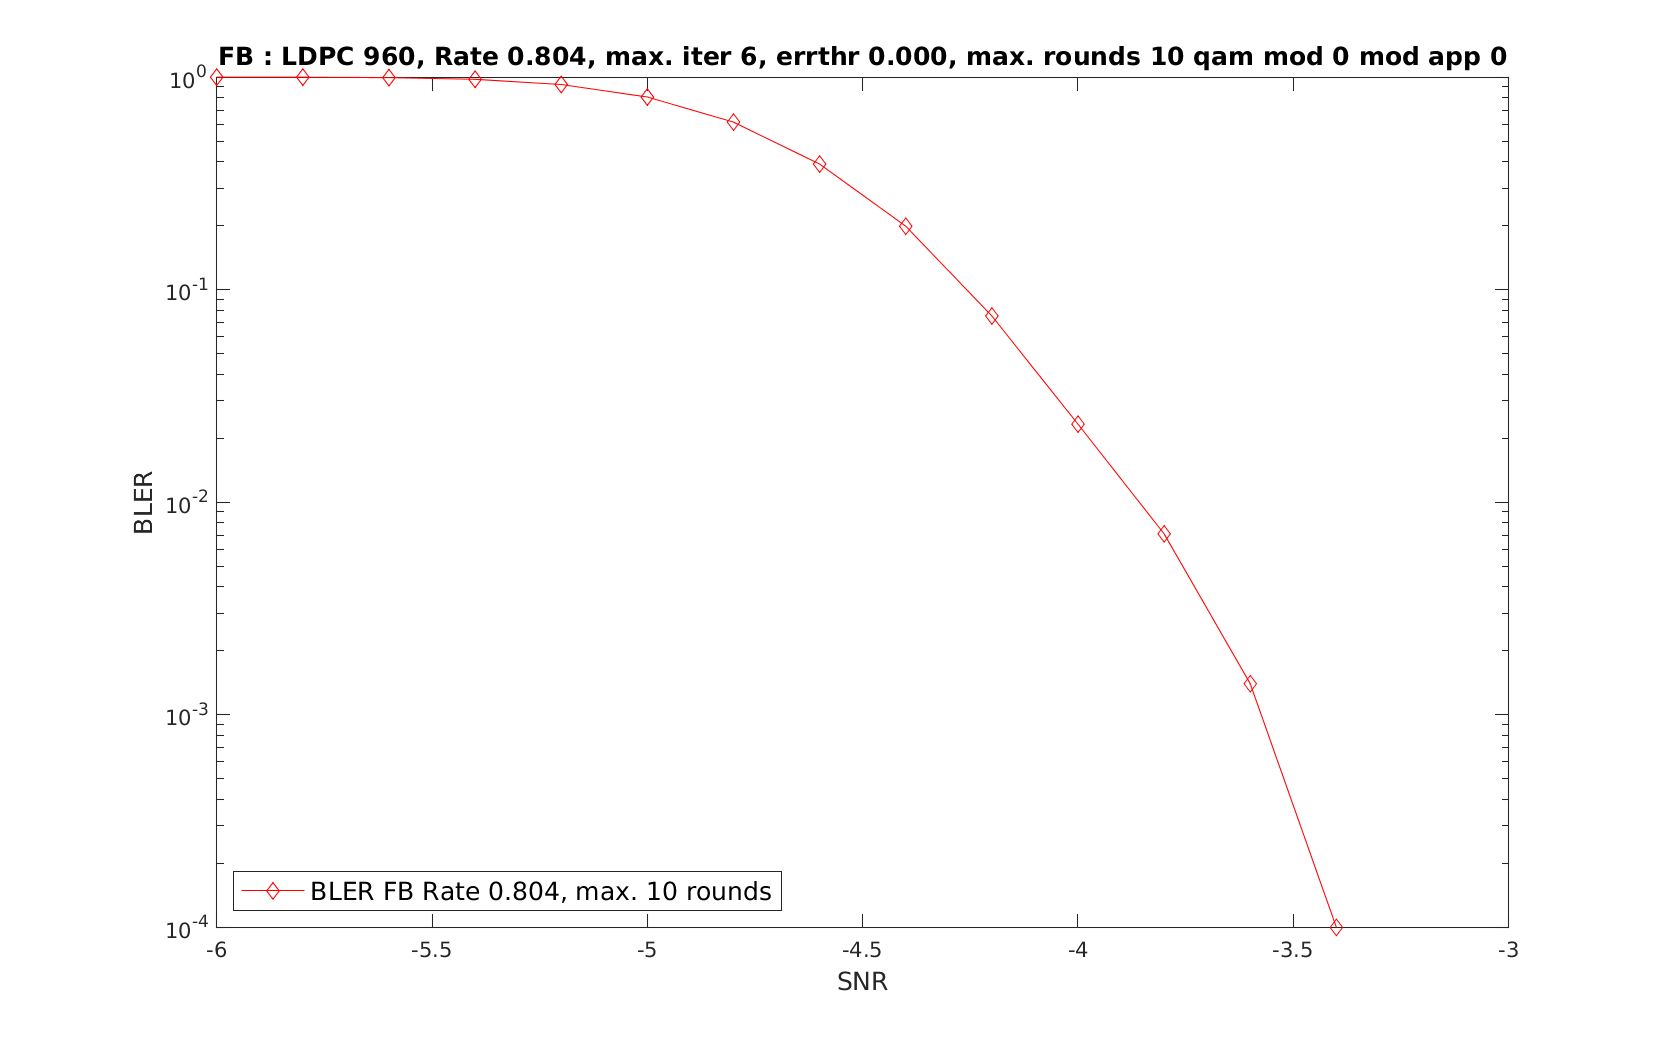 FB : LDPC 960, Rate 0.804, max. iter 6, errthr 0.000, max. rounds 10 qam mod 0 mod app 0
10^0
10^-1
10^-2
10^-3
10^-4
BLER
BLER FB Rate 0.804, max. 10 rounds
-6 -5.5 -5 -4.5 -4 -3.5 -3
SNR